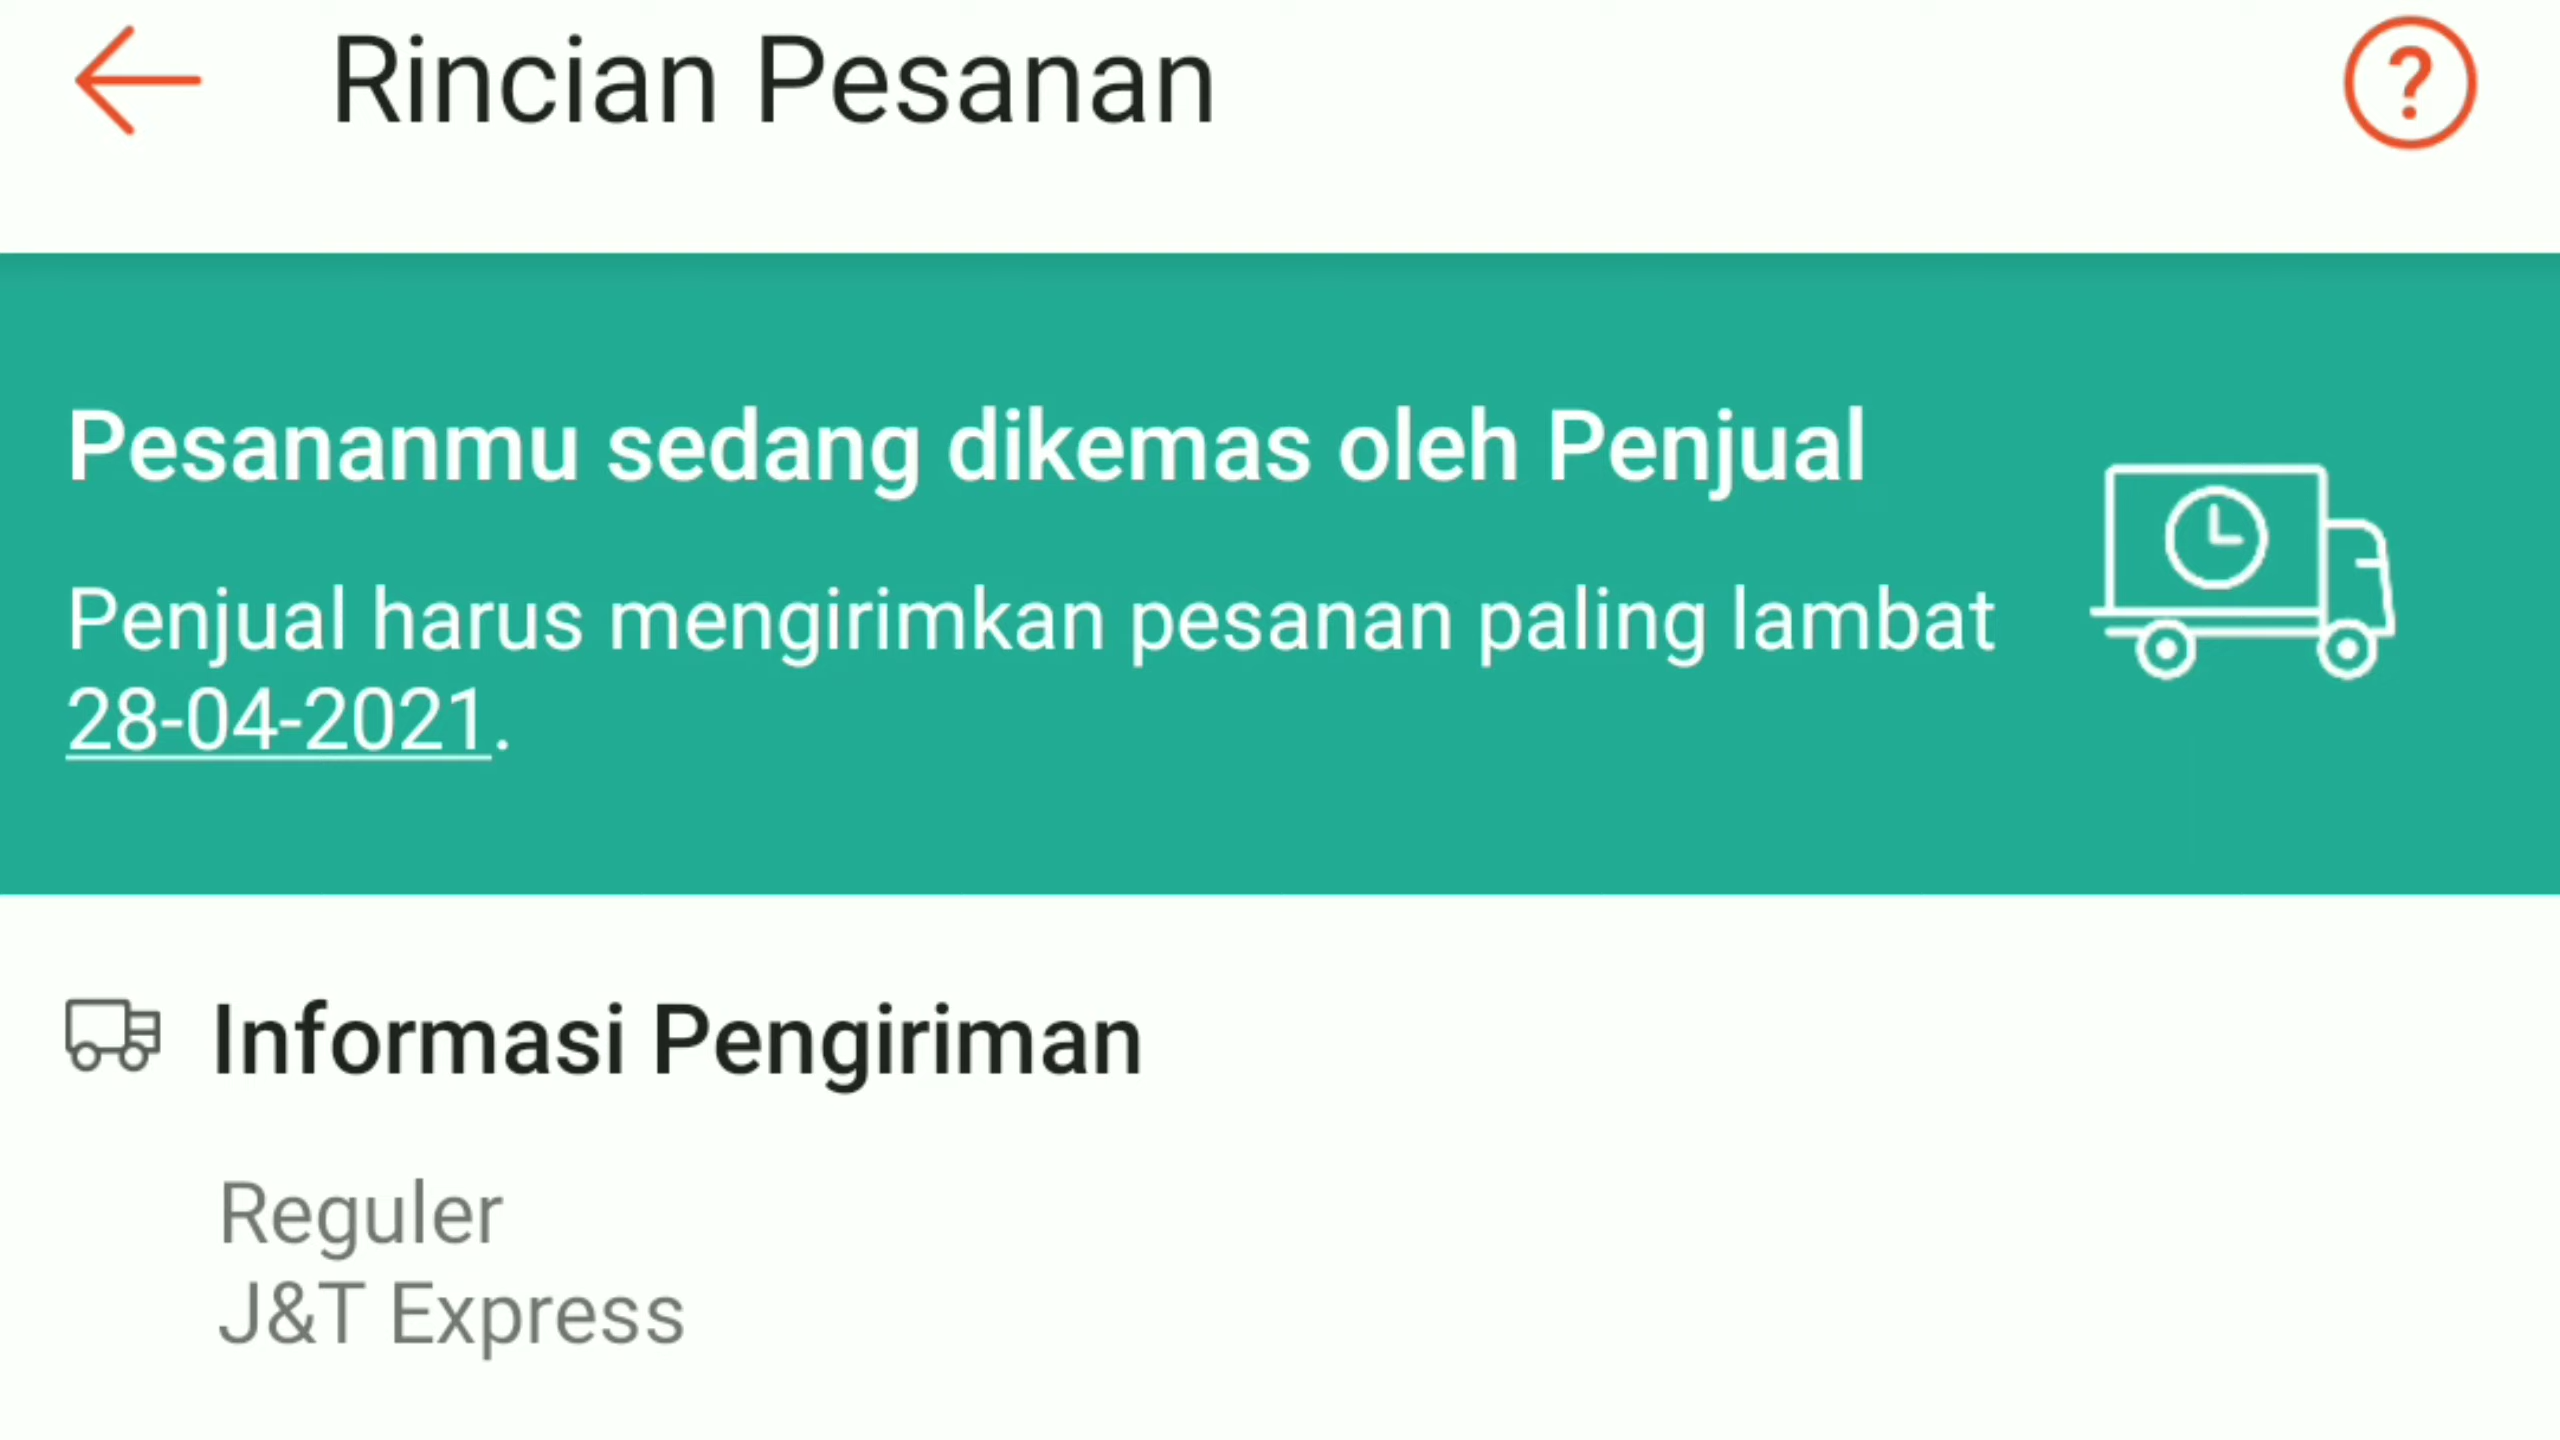 Rincian Pesanan
Pesananmu sedang dikemas oleh Penjual
Penjual harus mengirimkan pesanan paling lambat
28-04-2021.
Informasi Pengiriman
Reguler
J&T Express